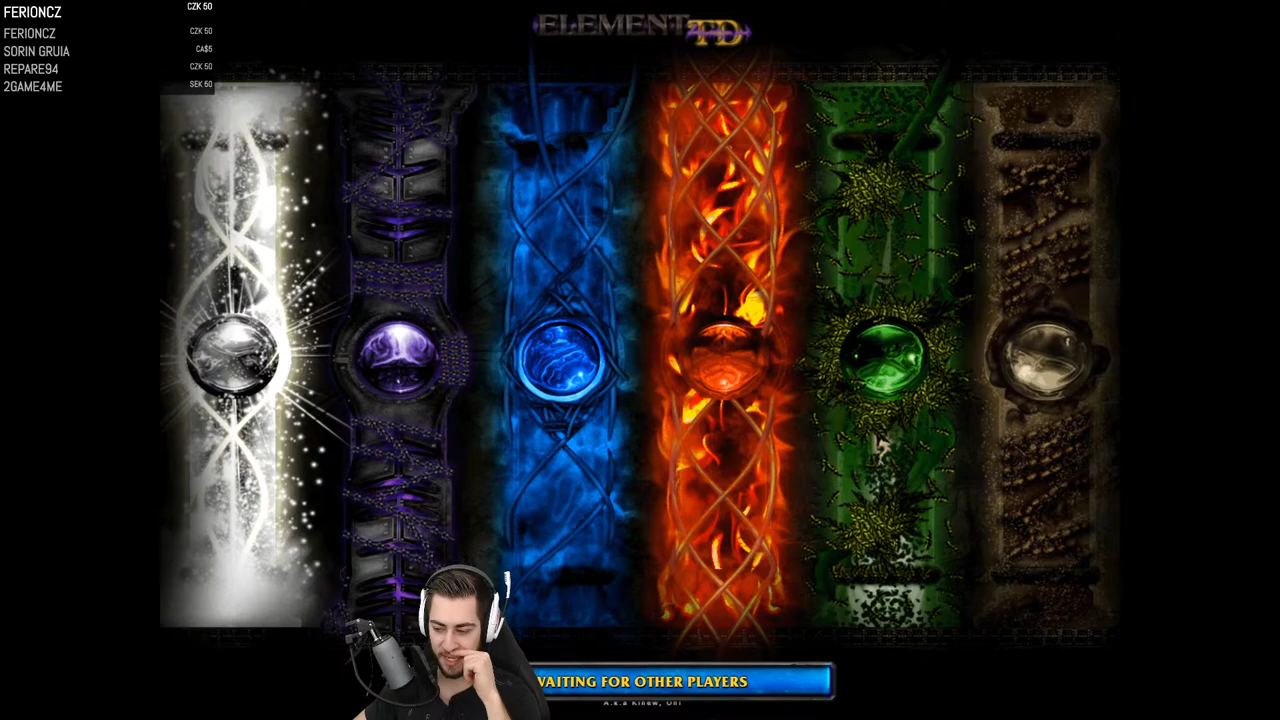 FERIONCZ CZK 50
FERIONCZ CZK 50
SORIN GRUIA CA$5
REPARE94 CZK 50
2GAME4ME SEK 50
ELEMENT TD
WAITING FOR OTHER PLAYERS
A.k.a